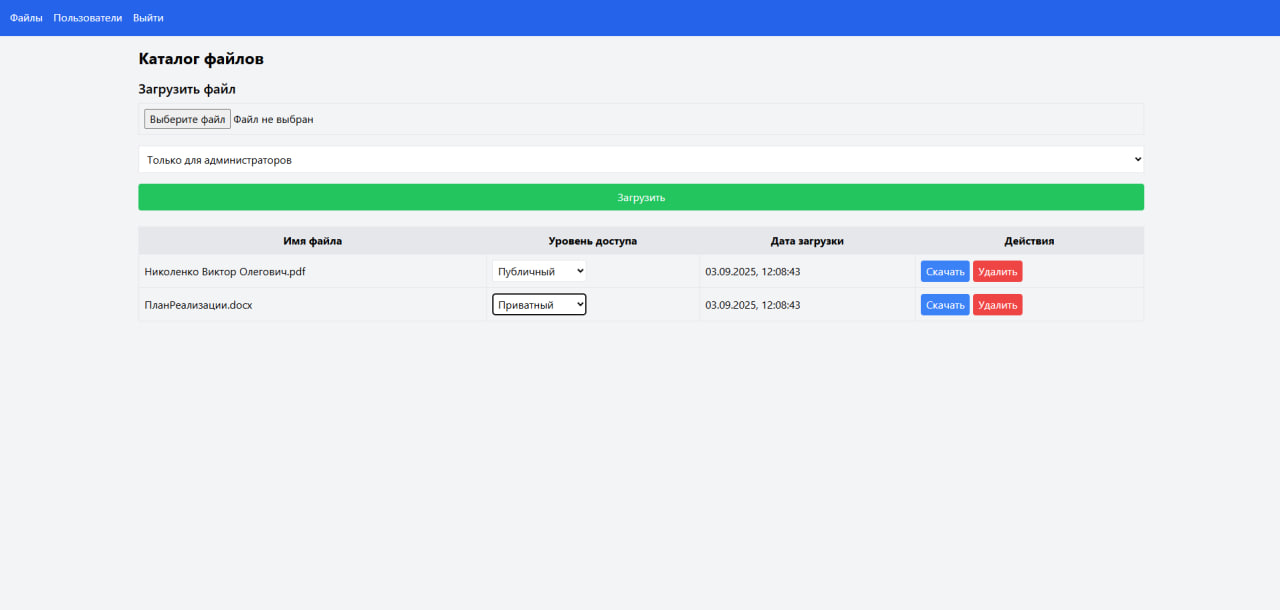 Файлы Пользователи Выйти
Каталог файлов
Загрузить файл
Выберите файл Файл не выбран
Только для администраторов
Загрузить
Имя файла Уровень доступа Дата загрузки Действия
Николенко Виктор Олегович.pdf Публичный 03.09.2025, 12:08:43 Скачать Удалить
ПланРеализации.docx Приватный 03.09.2025, 12:08:43 Скачать Удалить